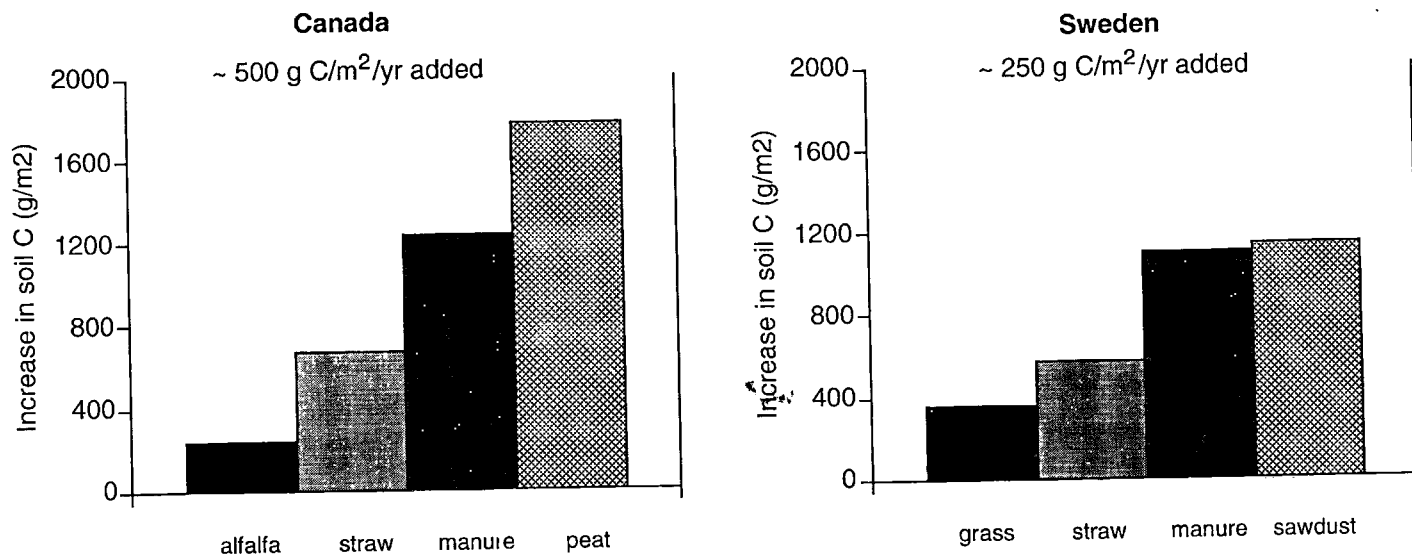 Canada
~ 500 g C/m²/yr added
Increase in soil C (g/m2)
2000
1600
1200
800
400
0
alfalfa straw manure peat
Sweden
~ 250 g C/m²/yr added
Increase in soil C (g/m2)
2000
1600
1200
800
400
0
grass straw manure sawdust